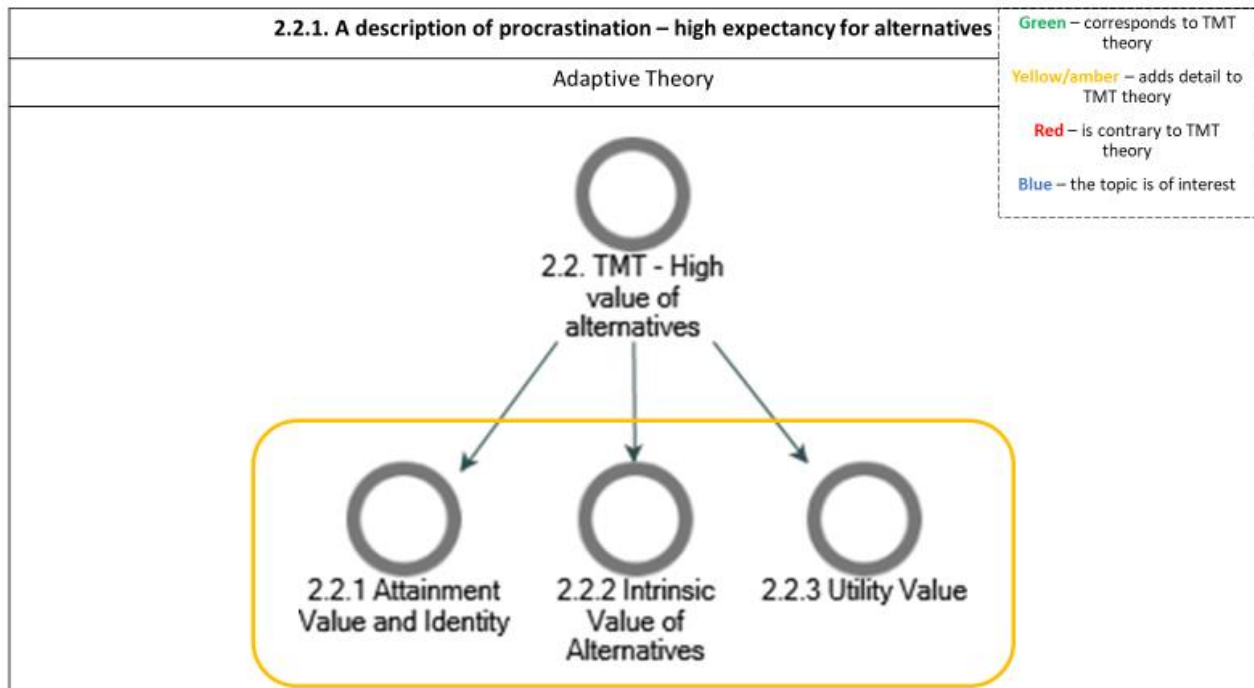 2.2.1. A description of procrastination – high expectancy for alternatives
Adaptive Theory
Green – corresponds to TMT
theory
Yellow/amber – adds detail to
TMT theory
Red – is contrary to TMT
theory
Blue – the topic is of interest
2.2. TMT - High
value of
alternatives
2.2.1 Attainment
Value and Identity
2.2.2 Intrinsic
Value of
Alternatives
2.2.3 Utility Value